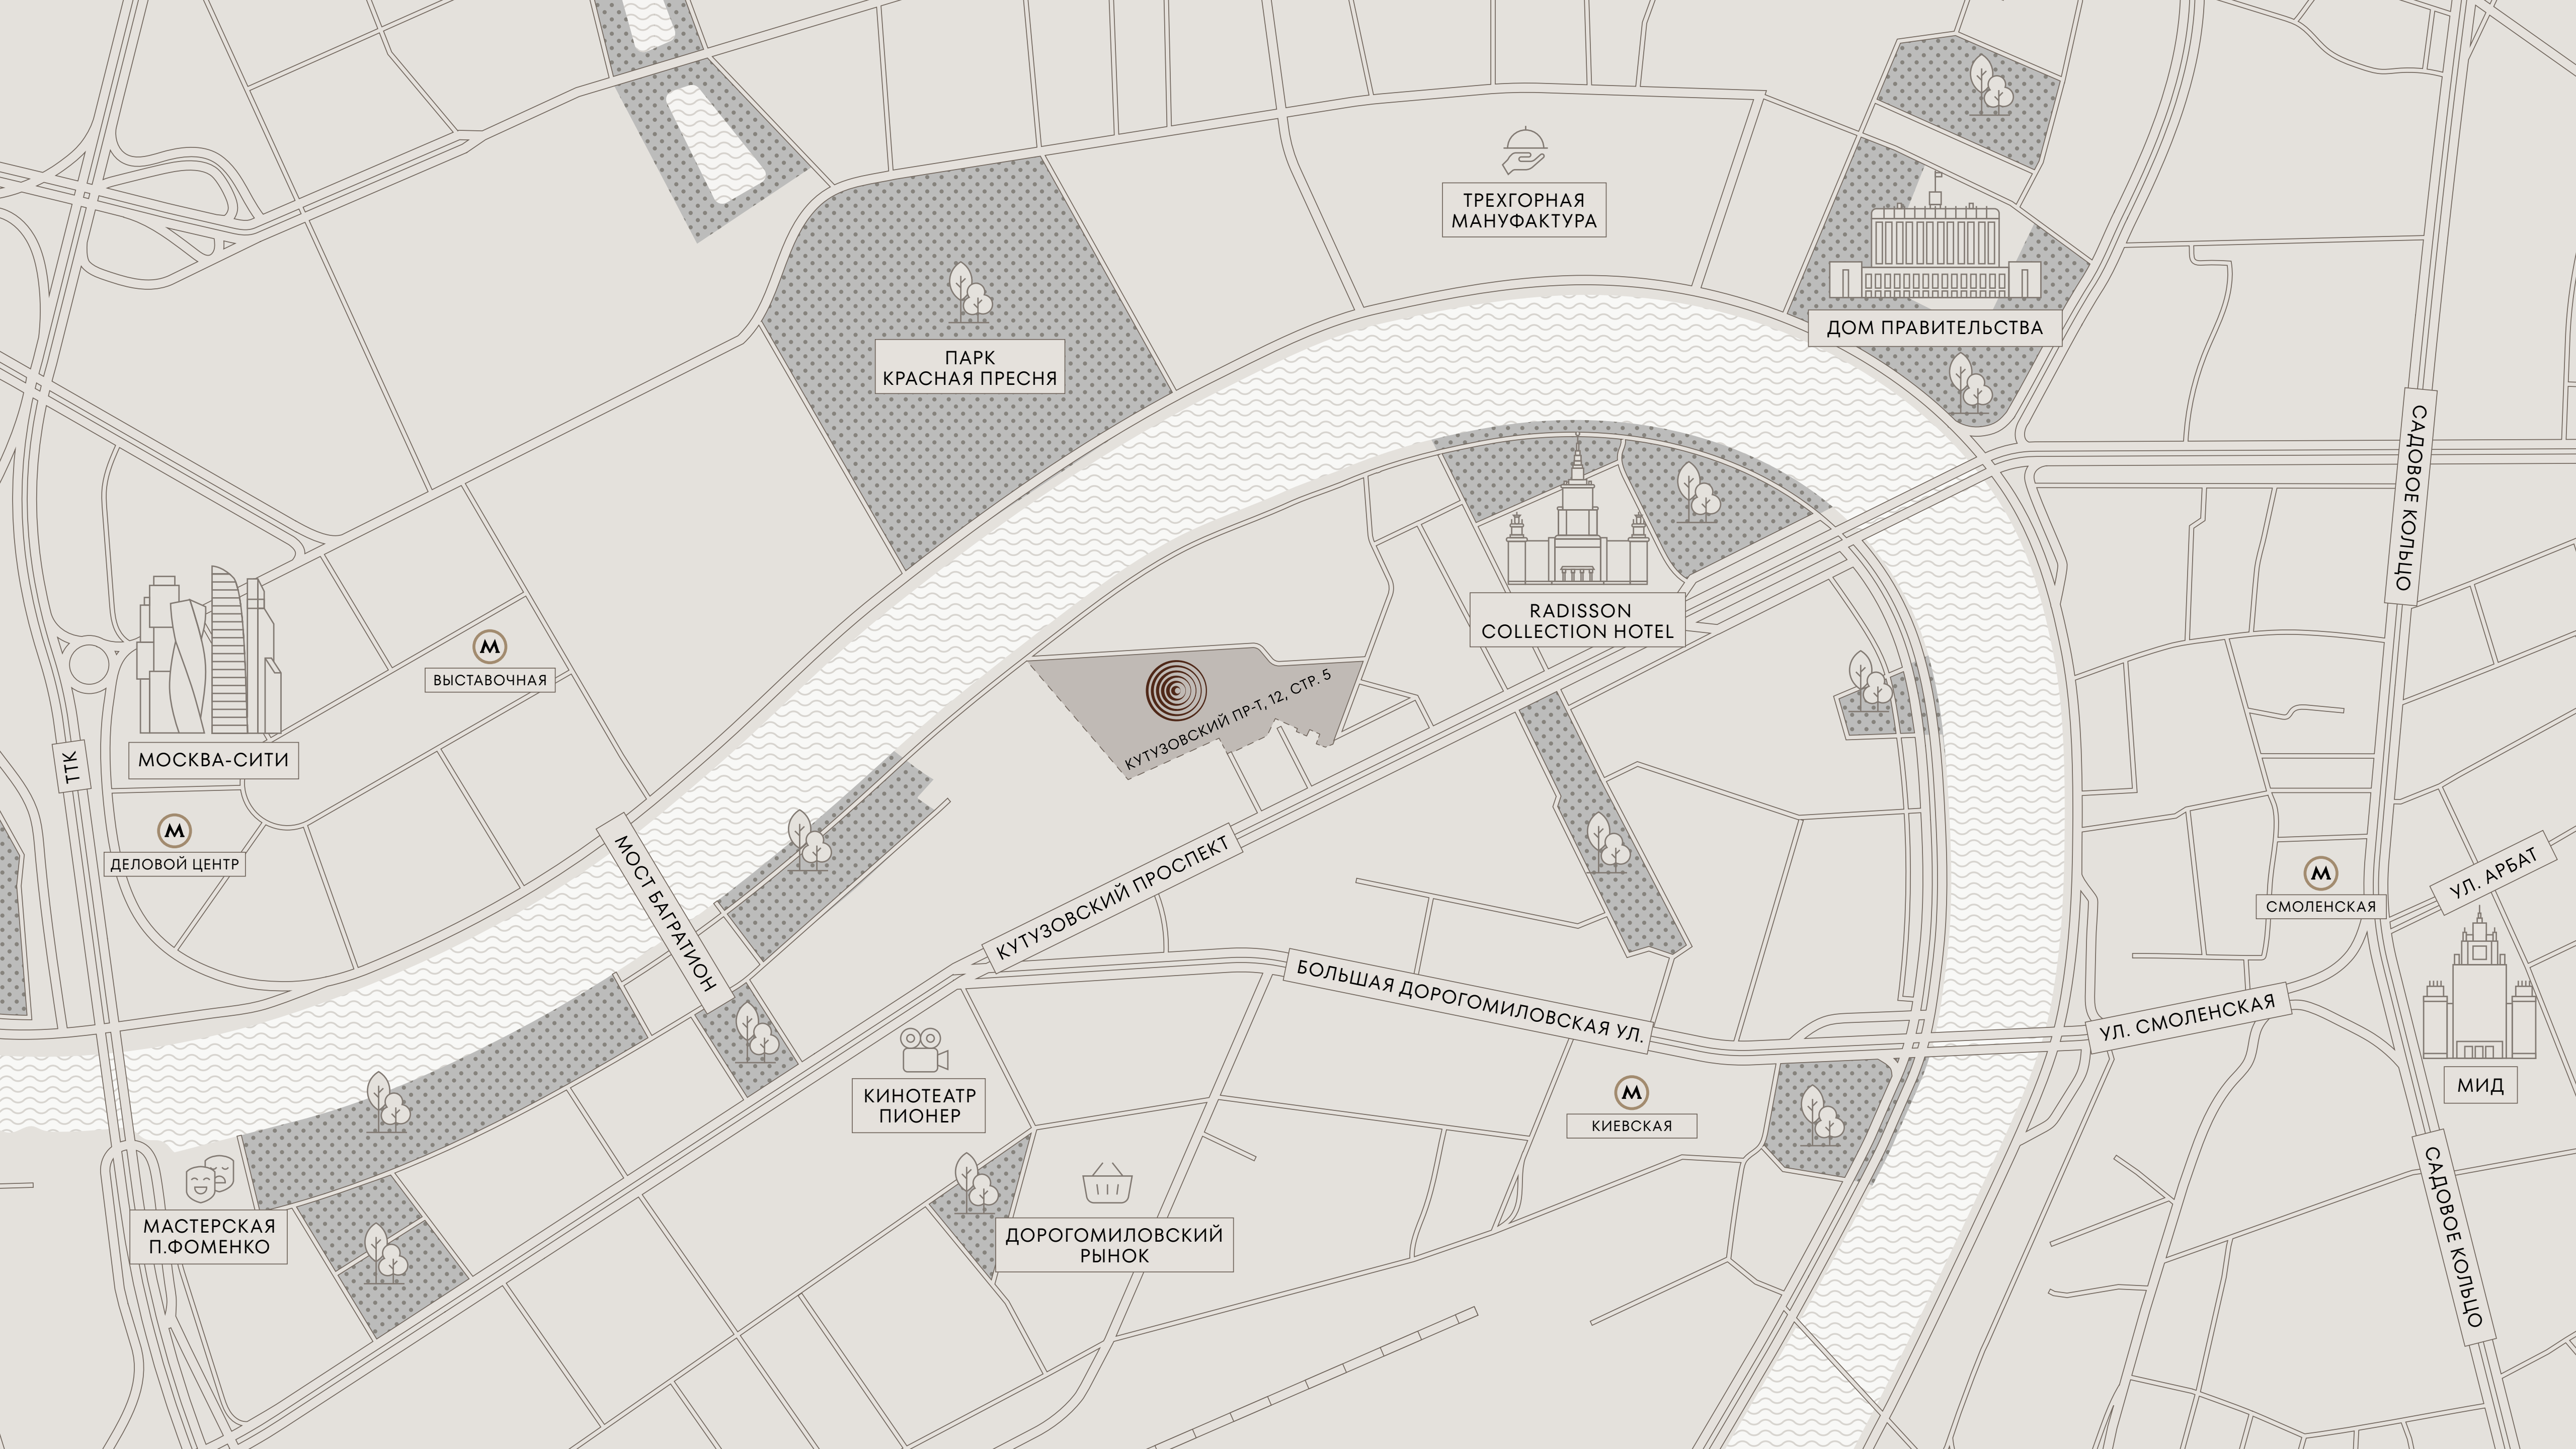 ТРЕХГОРНАЯ
МАНУФАКТУРА
ДОМ ПРАВИТЕЛЬСТВА
ПАРК
КРАСНАЯ ПРЕСНЯ
САДОВОЕ КОЛЬЦО
RADISSON
COLLECTION HOTEL
М
ВЫСТАВОЧНАЯ
КУТУЗОВСКИЙ ПР-Т, 12, СТР. 5
МОСКВА-СИТИ
ТТК
М
ДЕЛОВОЙ ЦЕНТР
МОСТ БАГРАТИОН
КУТУЗОВСКИЙ ПРОСПЕКТ
УЛ. АРБАТ
М
СМОЛЕНСКАЯ
БОЛЬШАЯ ДОРОГОМИЛОВСКАЯ УЛ.
УЛ. СМОЛЕНСКАЯ
МИД
КИНОТЕАТР
ПИОНЕР
М
КИЕВСКАЯ
МАСТЕРСКАЯ
П.ФОМЕНКО
ДОРОГОМИЛОВСКИЙ
РЫНОК
САДОВОЕ КОЛЬЦО